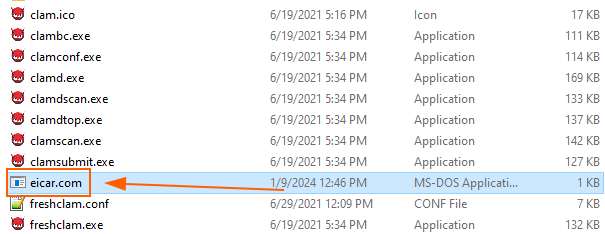 clam.ico 6/19/2021 5:16 PM Icon 17 KB
clambc.exe 6/19/2021 5:34 PM Application 111 KB
clamconf.exe 6/19/2021 5:34 PM Application 114 KB
clamd.exe 6/19/2021 5:34 PM Application 169 KB
clamdscan.exe 6/19/2021 5:34 PM Application 133 KB
clamdtop.exe 6/19/2021 5:34 PM Application 137 KB
clamscan.exe 6/19/2021 5:34 PM Application 142 KB
clamsubmit.exe 6/19/2021 5:34 PM Application 127 KB
eicar.com 1/9/2024 12:46 PM MS-DOS Applicati... 1 KB
freshclam.conf 6/29/2021 12:09 PM CONF File 7 KB
freshclam.exe 6/19/2021 5:34 PM Application 132 KB